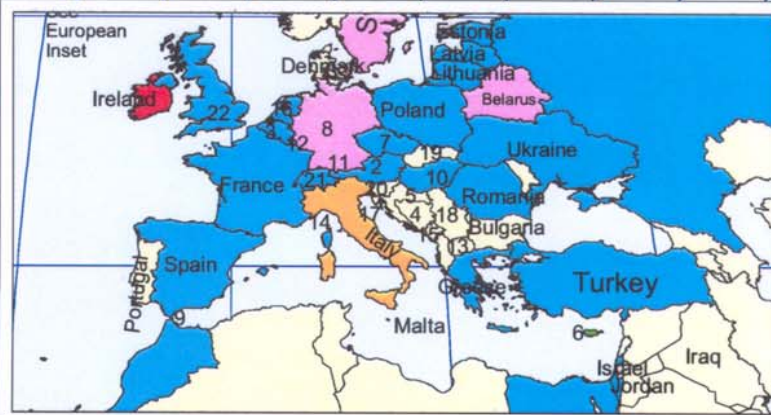 European
Inset
S
Estonia
Latvia
Lithuania
Denmark
Ireland
Belarus
22
Poland
8
7
12
19
Ukraine
11
2
France
21
10
20
Romania
5
4
18
17
14
Italy
Bulgaria
13
Spain
Portugal
Greece
Turkey
9
Malta
6
Israel
Iraq
Jordan